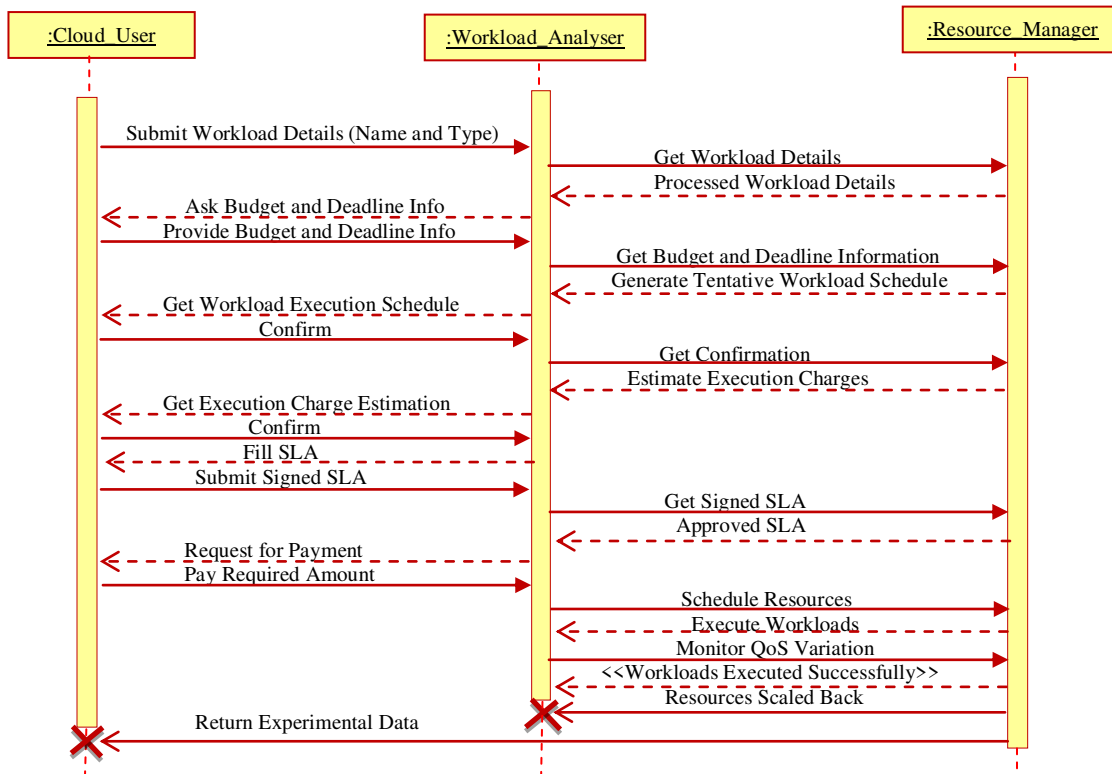 :Cloud_User
:Workload_Analyser
:Resource_Manager
Submit Workload Details (Name and Type)
Get Workload Details
Processed Workload Details
Ask Budget and Deadline Info
Provide Budget and Deadline Info
Get Budget and Deadline Information
Generate Tentative Workload Schedule
Get Workload Execution Schedule
Confirm
Get Confirmation
Estimate Execution Charges
Get Execution Charge Estimation
Confirm
Fill SLA
Submit Signed SLA
Get Signed SLA
Approved SLA
Request for Payment
Pay Required Amount
Schedule Resources
Execute Workloads
Monitor QoS Variation
<<Workloads Executed Successfully>>
Resources Scaled Back
Return Experimental Data